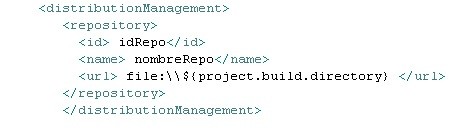 <distributionManagement>
<repository>
<id> idRepo</id>
<name> nombreRepo</name>
<url> file:\\${project.build.directory} </url>
</repository>
</distributionManagement>